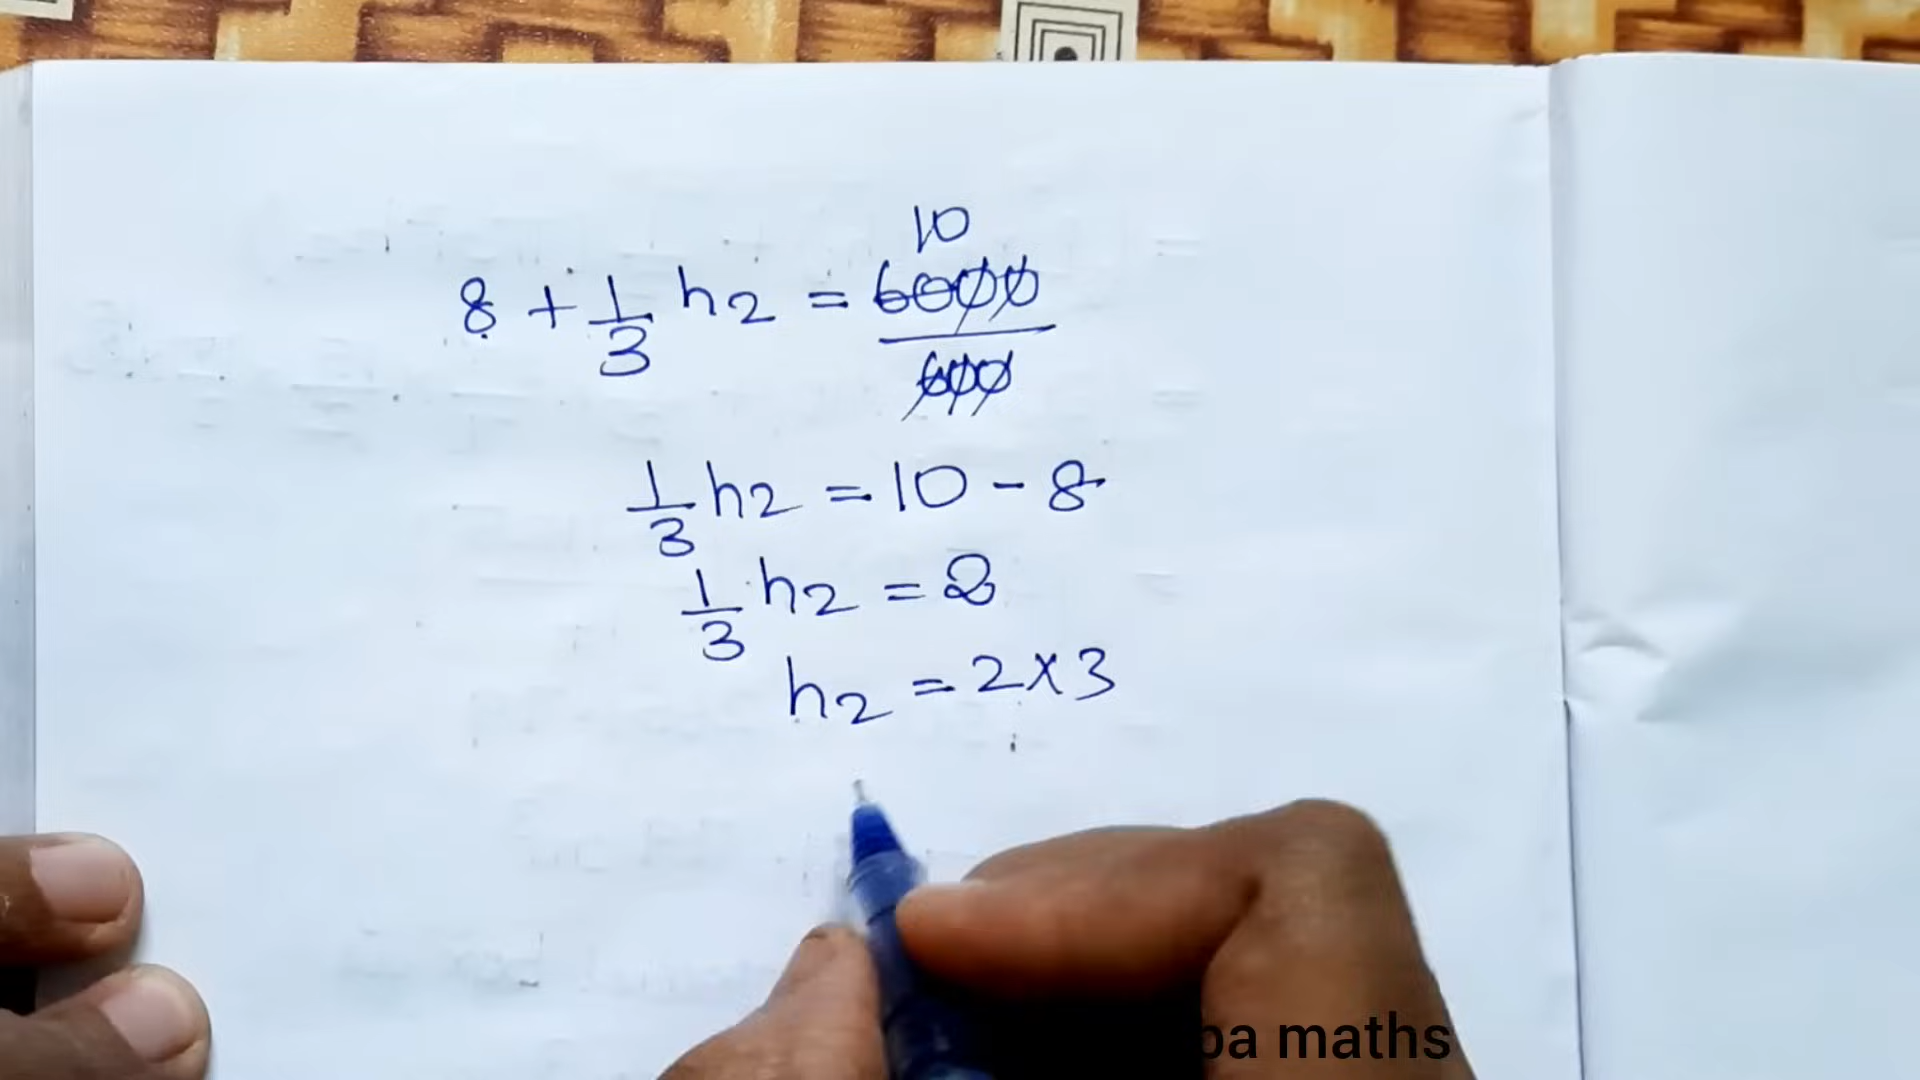 10
8 + 1/3 h2 = 6000/600
1/3 h2 = 10 - 8
1/3 h2 = 2
h2 = 2 x 3
ba maths